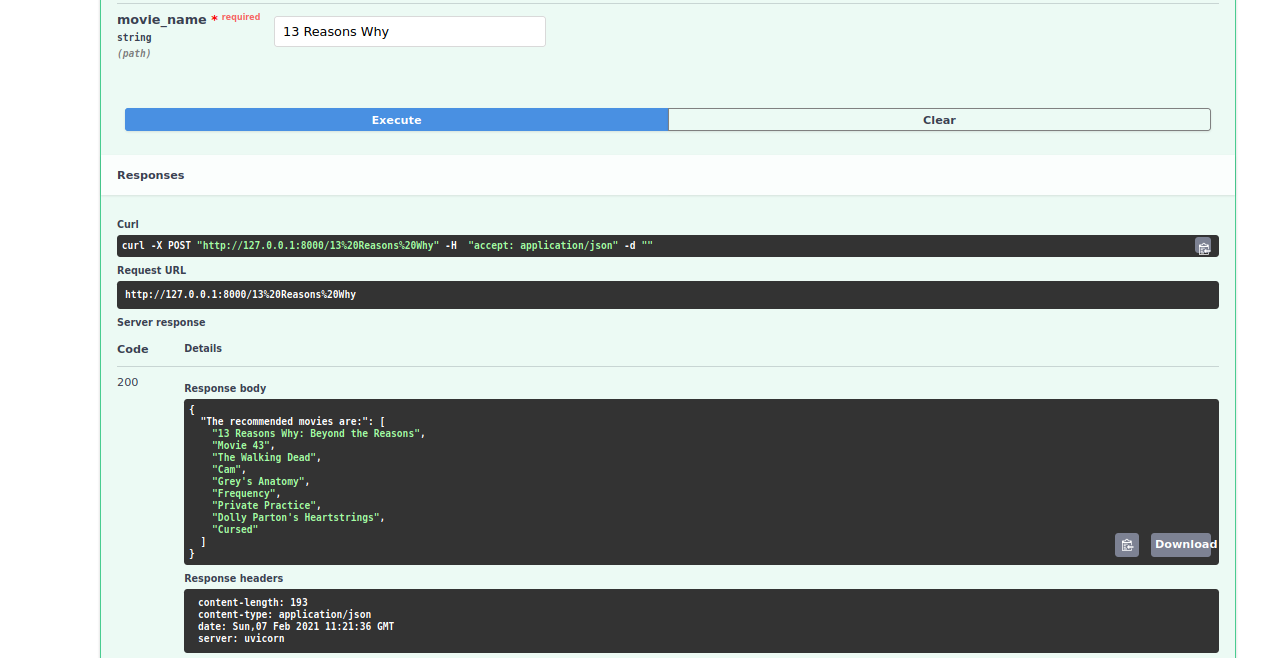 movie_name * required
string
(path)
13 Reasons Why
Execute
Clear
Responses
Curl
curl -X POST "http://127.0.0.1:8000/13%20Reasons%20Why" -H  "accept: application/json" -d ""
Request URL
http://127.0.0.1:8000/13%20Reasons%20Why
Server response
Code
Details
200
Response body
{
  "The recommended movies are:": [
    "13 Reasons Why: Beyond the Reasons",
    "Movie 43",
    "The Walking Dead",
    "Cam",
    "Grey's Anatomy",
    "Frequency",
    "Private Practice",
    "Dolly Parton's Heartstrings",
    "Cursed"
  ]
}
Download
Response headers
content-length: 193
content-type: application/json
date: Sun,07 Feb 2021 11:21:36 GMT
server: uvicorn